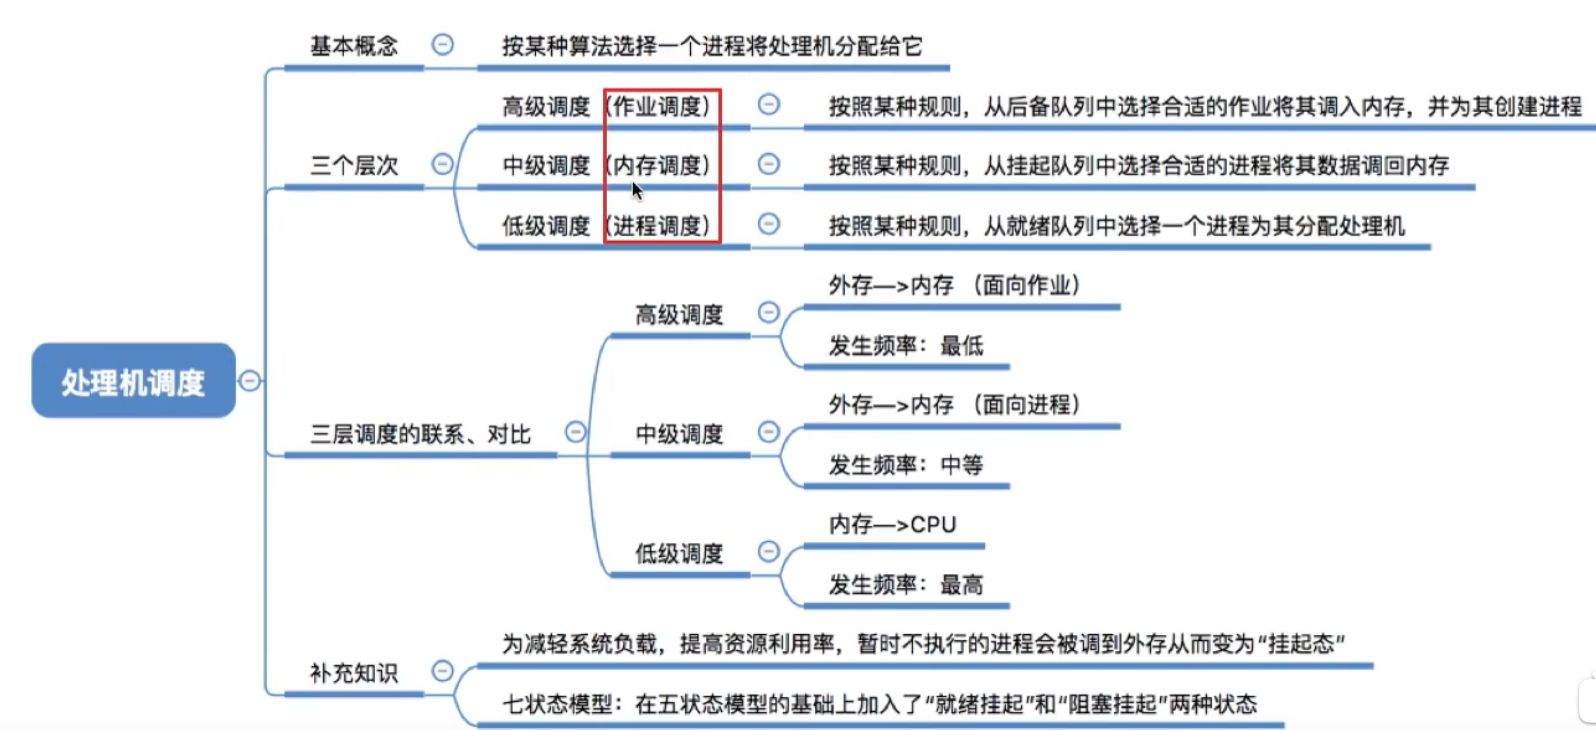 处理机调度
基本概念
按某种算法选择一个进程将处理机分配给它
三个层次
高级调度（作业调度）
按照某种规则，从后备队列中选择合适的作业将其调入内存，并为其创建进程
中级调度（内存调度）
按照某种规则，从挂起队列中选择合适的进程将其数据调回内存
低级调度（进程调度）
按照某种规则，从就绪队列中选择一个进程为其分配处理机
三层调度的联系、对比
高级调度
外存—>内存 （面向作业）
发生频率：最低
中级调度
外存—>内存 （面向进程）
发生频率：中等
低级调度
内存—>CPU
发生频率：最高
补充知识
为减轻系统负载，提高资源利用率，暂时不执行的进程会被调到外存从而变为“挂起态”
七状态模型：在五状态模型的基础上加入了“就绪挂起”和“阻塞挂起”两种状态